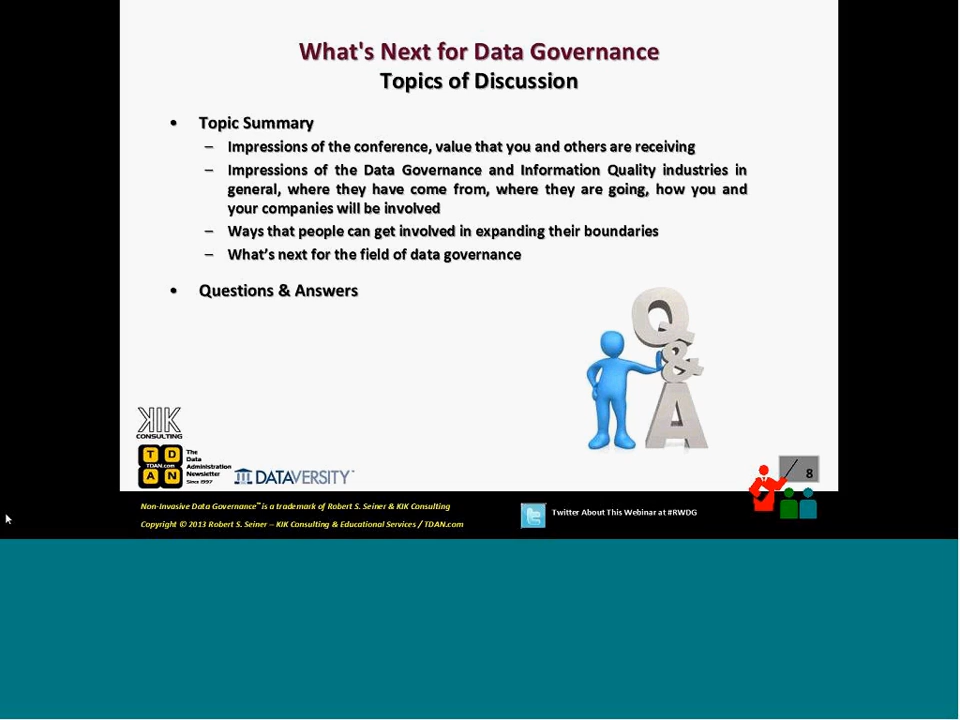 What's Next for Data Governance
Topics of Discussion
• Topic Summary
– Impressions of the conference, value that you and others are receiving
– Impressions of the Data Governance and Information Quality industries in
general, where they have come from, where they are going, how you and
your companies will be involved
– Ways that people can get involved in expanding their boundaries
– What's next for the field of data governance
• Questions & Answers
Q
&
A
KIK
CONSULTING
T D
TDAN.com
A N
The
Data
Administration
Newsletter
Since 1997
DATAVERSITY™
8
Non-Invasive Data Governance™ is a trademark of Robert S. Seiner & KIK Consulting
Copyright © 2013 Robert S. Seiner – KIK Consulting & Educational Services / TDAN.com
Twitter About This Webinar at #RWDG